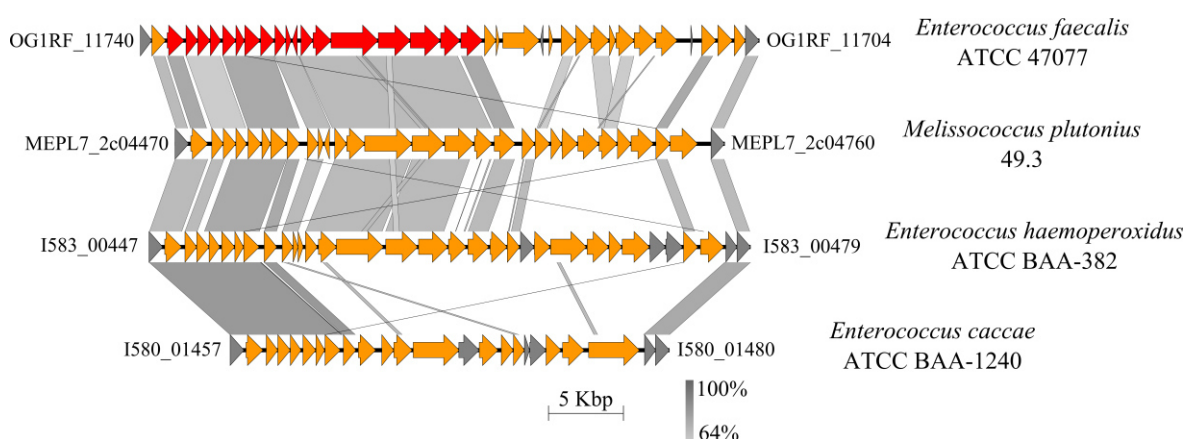 OG1RF_11740
OG1RF_11704
Enterococcus faecalis
ATCC 47077
MEPL7_2c04470
MEPL7_2c04760
Melissococcus plutonius
49.3
I583_00447
I583_00479
Enterococcus haemoperoxidus
ATCC BAA-382
I580_01457
I580_01480
Enterococcus caccae
ATCC BAA-1240
5 Kbp
100%
64%